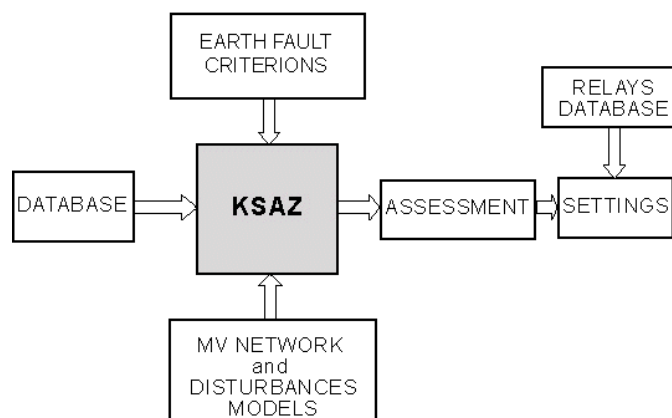 EARTH FAULT
CRITERIONS
RELAYS
DATABASE
DATABASE
KSAZ
ASSESSMENT
SETTINGS
MV NETWORK
and
DISTURBANCES
MODELS